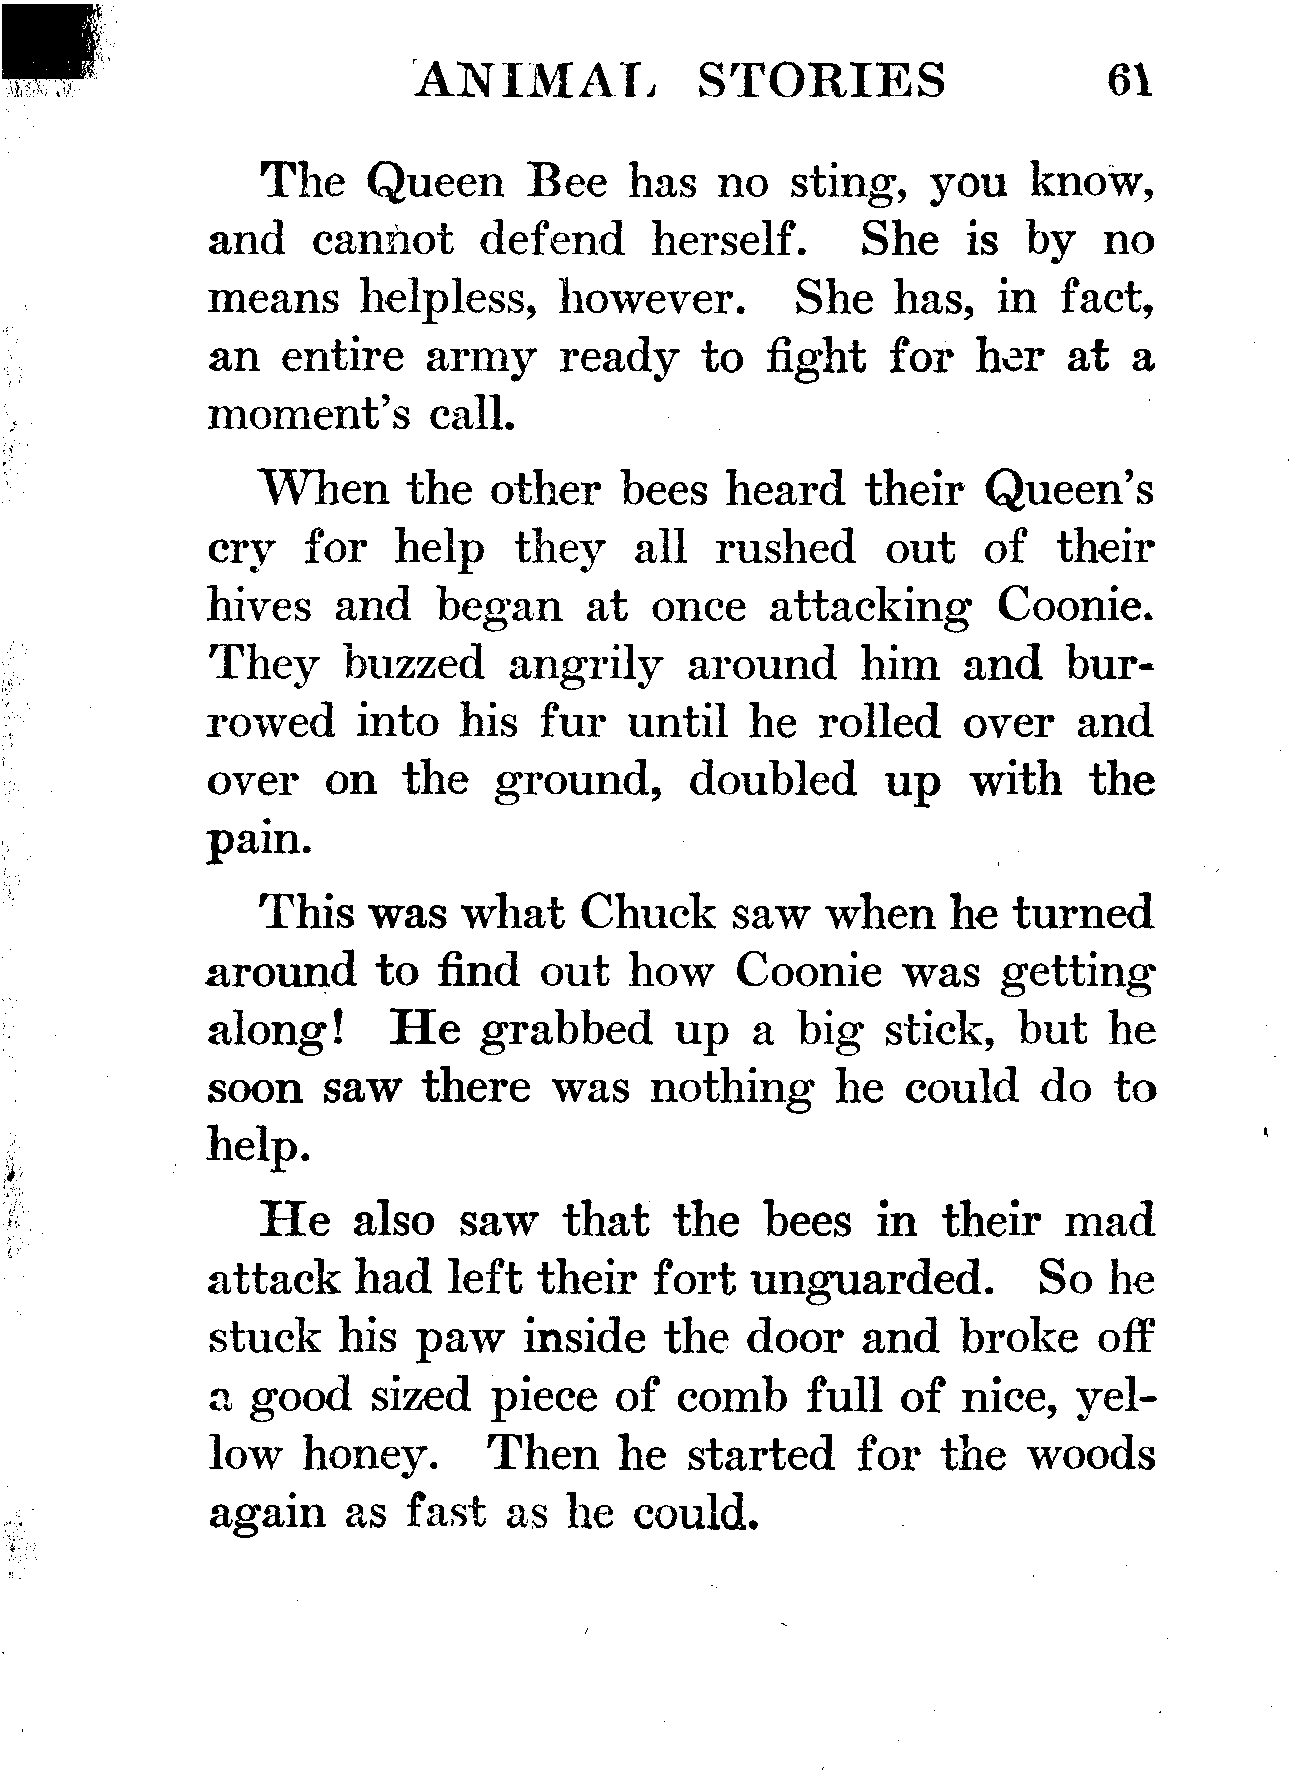 ANIMAL STORIES 61
The Queen Bee has no sting, you know,
and cannot defend herself. She is by no
means helpless, however. She has, in fact,
an entire army ready to fight for her at a
moment's call.
When the other bees heard their Queen's
cry for help they all rushed out of their
hives and began at once attacking Coonie.
They buzzed angrily around him and bur-
rowed into his fur until he rolled over and
over on the ground, doubled up with the
pain.
This was what Chuck saw when he turned
around to find out how Coonie was getting
along! He grabbed up a big stick, but he
soon saw there was nothing he could do to
help.
He also saw that the bees in their mad
attack had left their fort unguarded. So he
stuck his paw inside the door and broke off
a good sized piece of comb full of nice, yel-
low honey. Then he started for the woods
again as fast as he could.